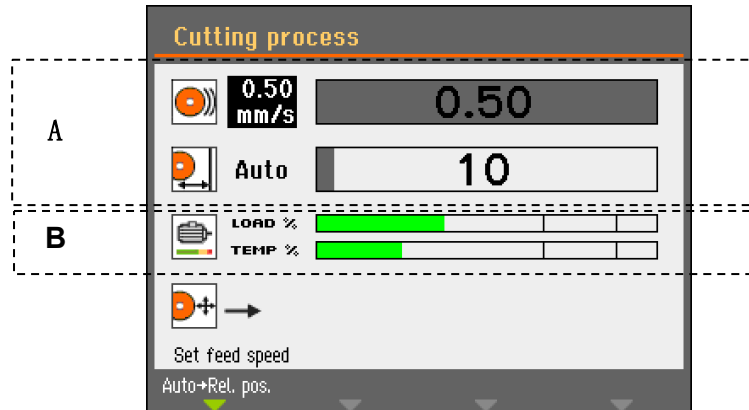 Cutting process
A
0.50
mm/s
0.50
Auto
10
B
LOAD %
TEMP %
Set feed speed
Auto→Rel. pos.